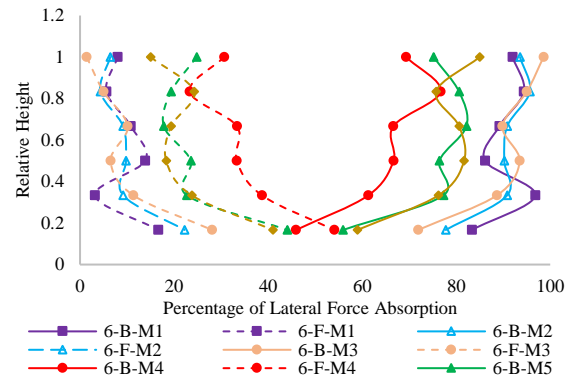 1.2
1
0.8
0.6
0.4
0.2
0
Relative Height
0 20 40 60 80 100
Percentage of Lateral Force Absorption
6-B-M1 6-F-M1 6-B-M2
6-F-M2 6-B-M3 6-F-M3
6-B-M4 6-F-M4 6-B-M5